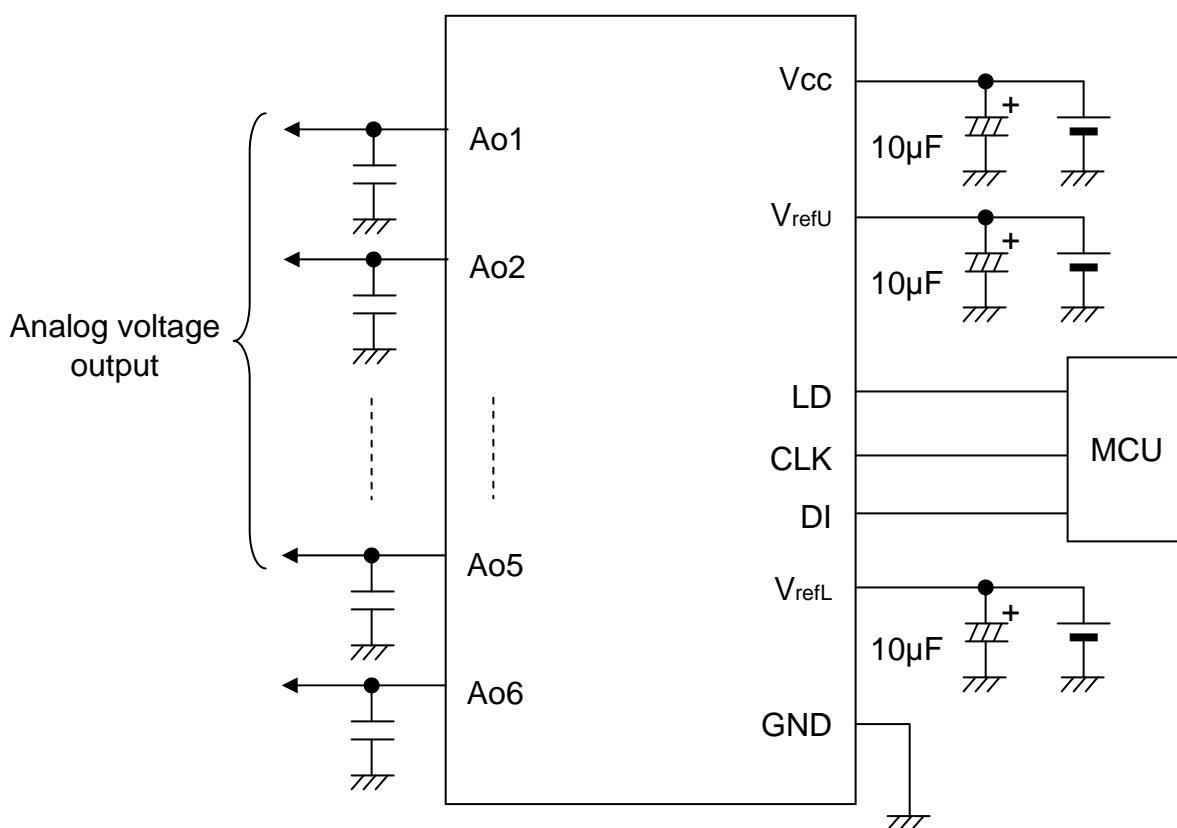 Vcc
+
10µF
Ao1
VrefU
+
10µF
Ao2
Analog voltage
output
LD
CLK
DI
MCU
Ao5
VrefL
+
10µF
Ao6
GND